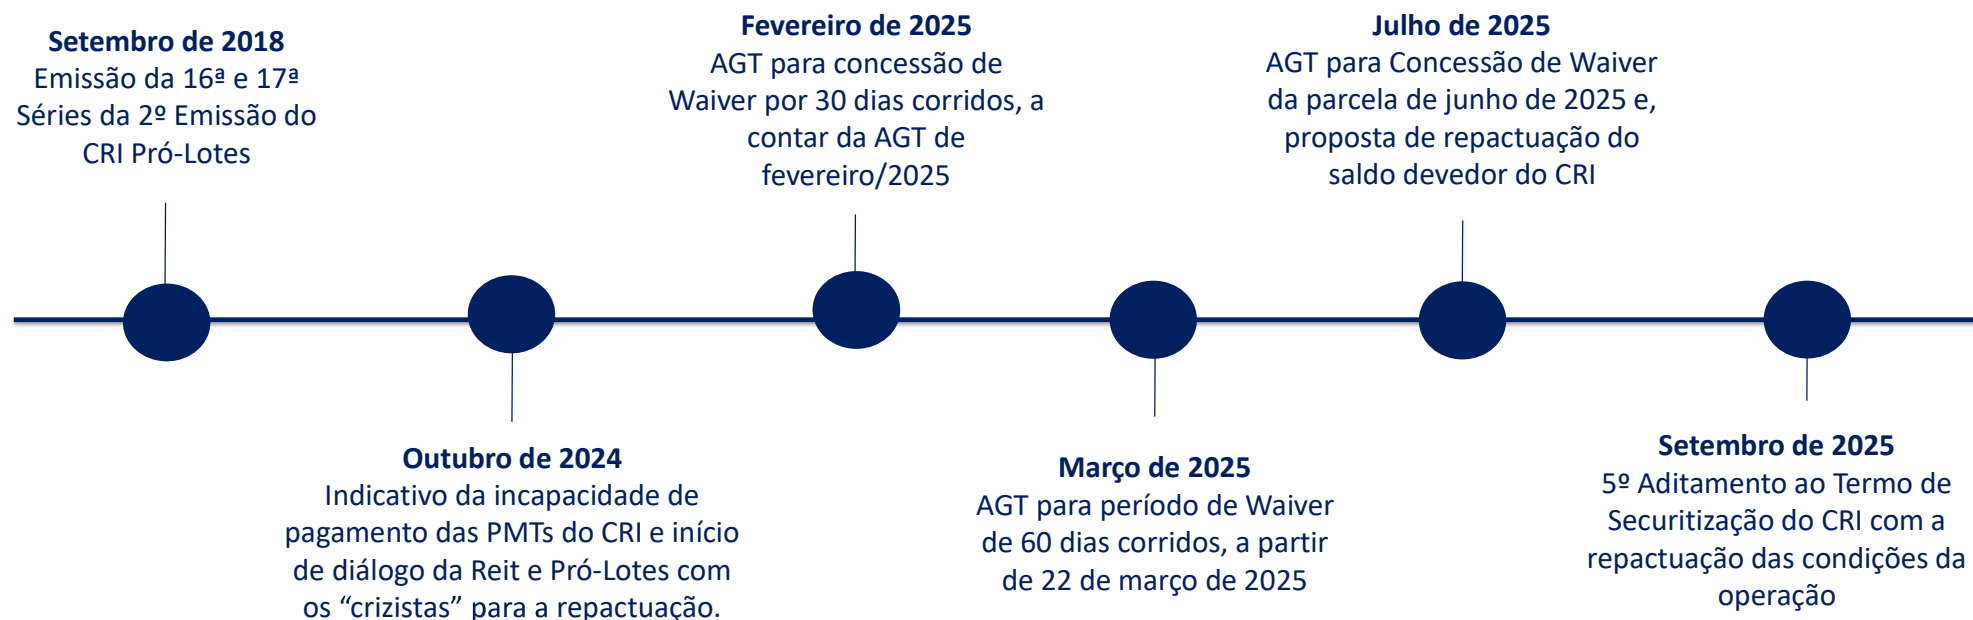 Setembro de 2018
Emissão da 16ª e 17ª
Séries da 2º Emissão do
CRI Pró-Lotes
Outubro de 2024
Indicativo da incapacidade de
pagamento das PMTs do CRI e início
de diálogo da Reit e Pró-Lotes com
os “crizistas” para a repactuação.
Fevereiro de 2025
AGT para concessão de
Waiver por 30 dias corridos, a
contar da AGT de
fevereiro/2025
Março de 2025
AGT para período de Waiver
de 60 dias corridos, a partir
de 22 de março de 2025
Julho de 2025
AGT para Concessão de Waiver
da parcela de junho de 2025 e,
proposta de repactuação do
saldo devedor do CRI
Setembro de 2025
5º Aditamento ao Termo de
Securitização do CRI com a
repactuação das condições da
operação